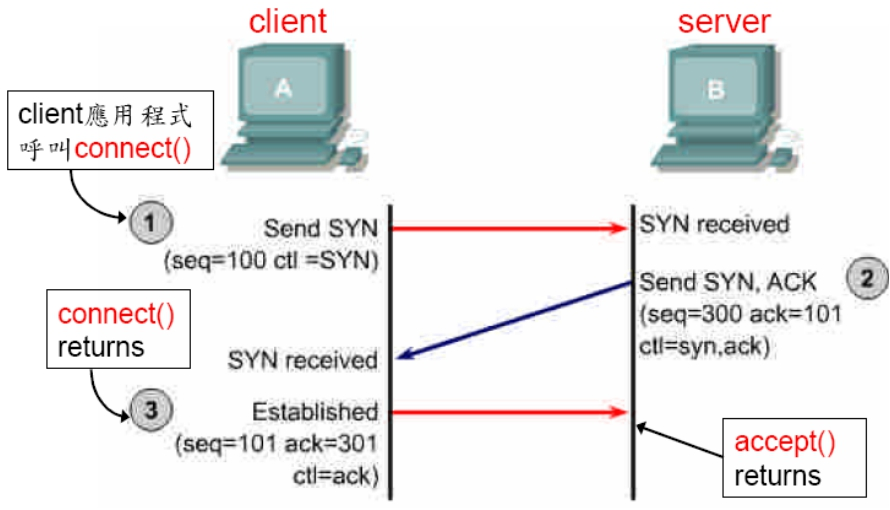 client
server
A
B
client應用程式
呼叫connect()
1
Send SYN
(seq=100 ctl =SYN)
SYN received
Send SYN, ACK
2
(seq=300 ack=101
ctl=syn,ack)
connect()
returns
SYN received
3
Established
(seq=101 ack=301
ctl=ack)
accept()
returns